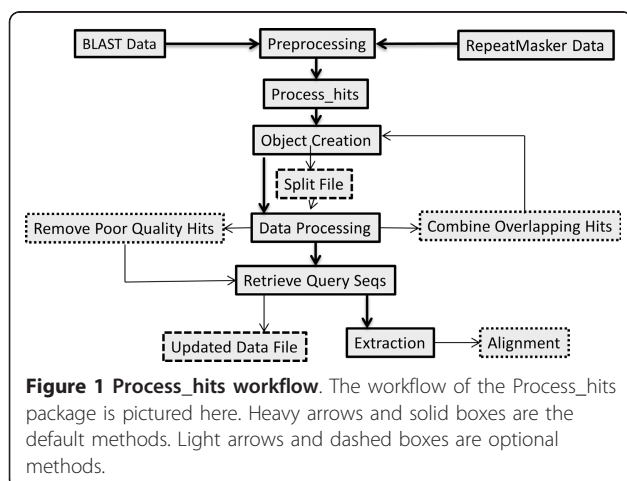 BLAST Data
Preprocessing
RepeatMasker Data
Process_hits
Object Creation
Split File
Remove Poor Quality Hits
Data Processing
Combine Overlapping Hits
Retrieve Query Seqs
Updated Data File
Extraction
Alignment
Figure 1 Process_hits workflow. The workflow of the Process_hits
package is pictured here. Heavy arrows and solid boxes are the
default methods. Light arrows and dashed boxes are optional
methods.